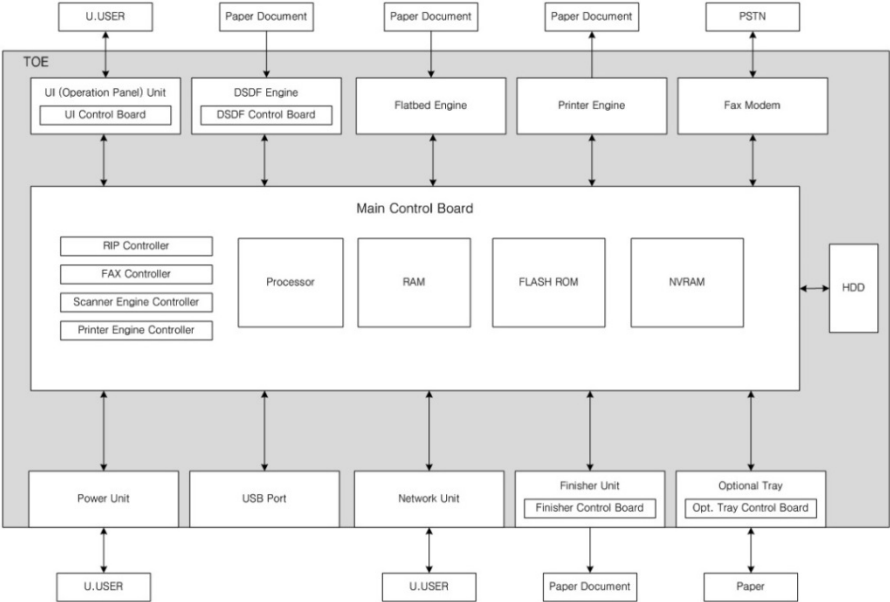 U.USER
Paper Document
Paper Document
Paper Document
PSTN
TOE
UI (Operation Panel) Unit
UI Control Board
DSDF Engine
DSDF Control Board
Flatbed Engine
Printer Engine
Fax Modem
Main Control Board
RIP Controller
FAX Controller
Scanner Engine Controller
Printer Engine Controller
Processor
RAM
FLASH ROM
NVRAM
HDD
Power Unit
USB Port
Network Unit
Finisher Unit
Finisher Control Board
Optional Tray
Opt. Tray Control Board
U.USER
U.USER
Paper Document
Paper